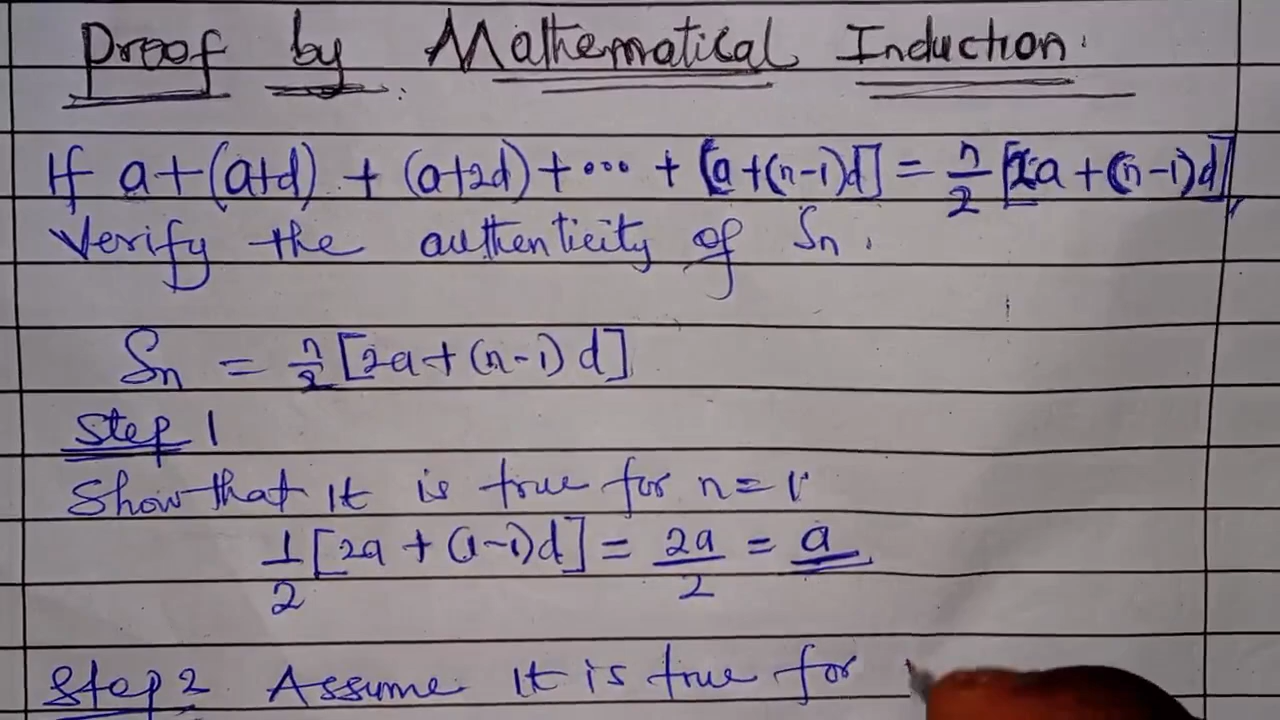 Proof by Mathematical Induction.
If a+(a+d) + (a+2d) + ... + [a+(n-1)d] = n/2 [2a+(n-1)d],
Verify the authenticity of Sn.
Sn = n/2 [2a+(n-1)d]
Step 1
Show that it is true for n=1
1/2 [2a + (1-1)d] = 2a/2 = a
Step 2 Assume it is true for